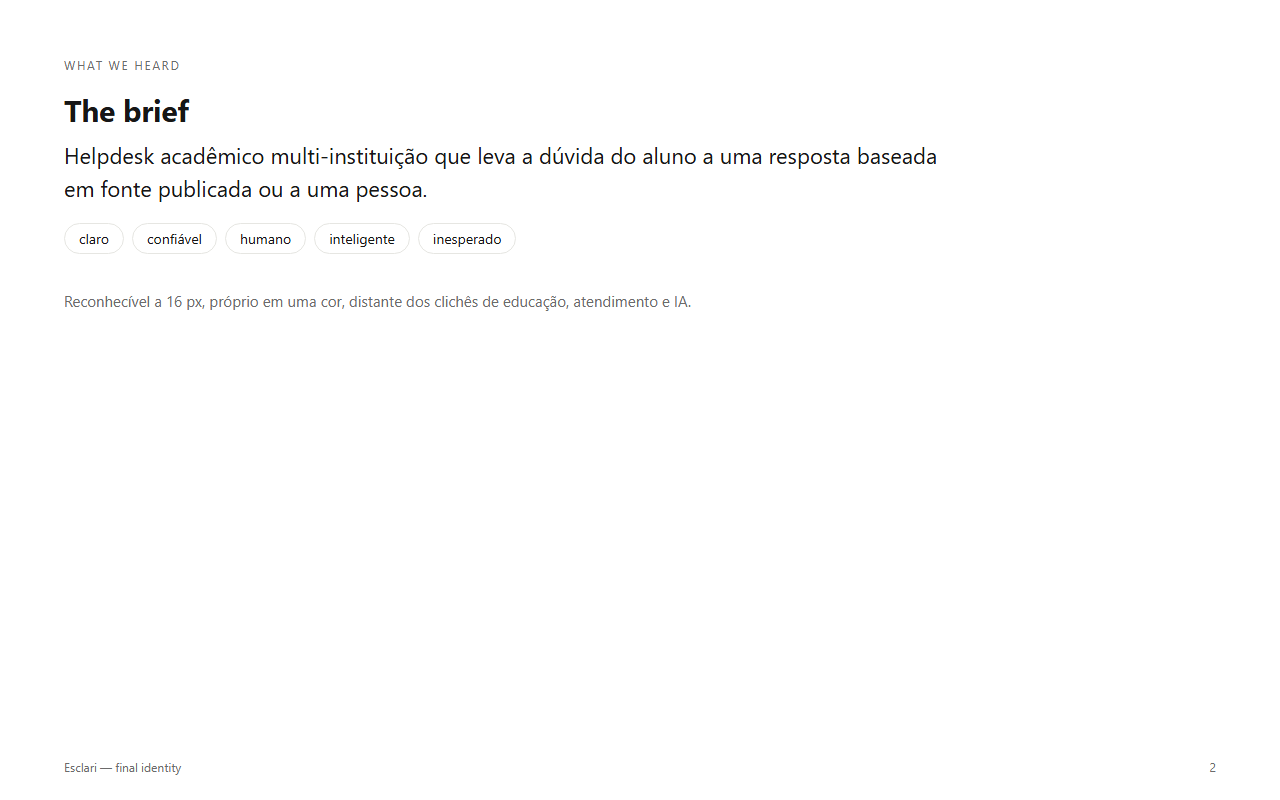 WHAT WE HEARD
The brief
Helpdesk acadêmico multi-instituição que leva a dúvida do aluno a uma resposta baseada
em fonte publicada ou a uma pessoa.
claro confiável humano inteligente inesperado
Reconhecível a 16 px, próprio em uma cor, distante dos clichês de educação, atendimento e IA.
Esclari — final identity 2